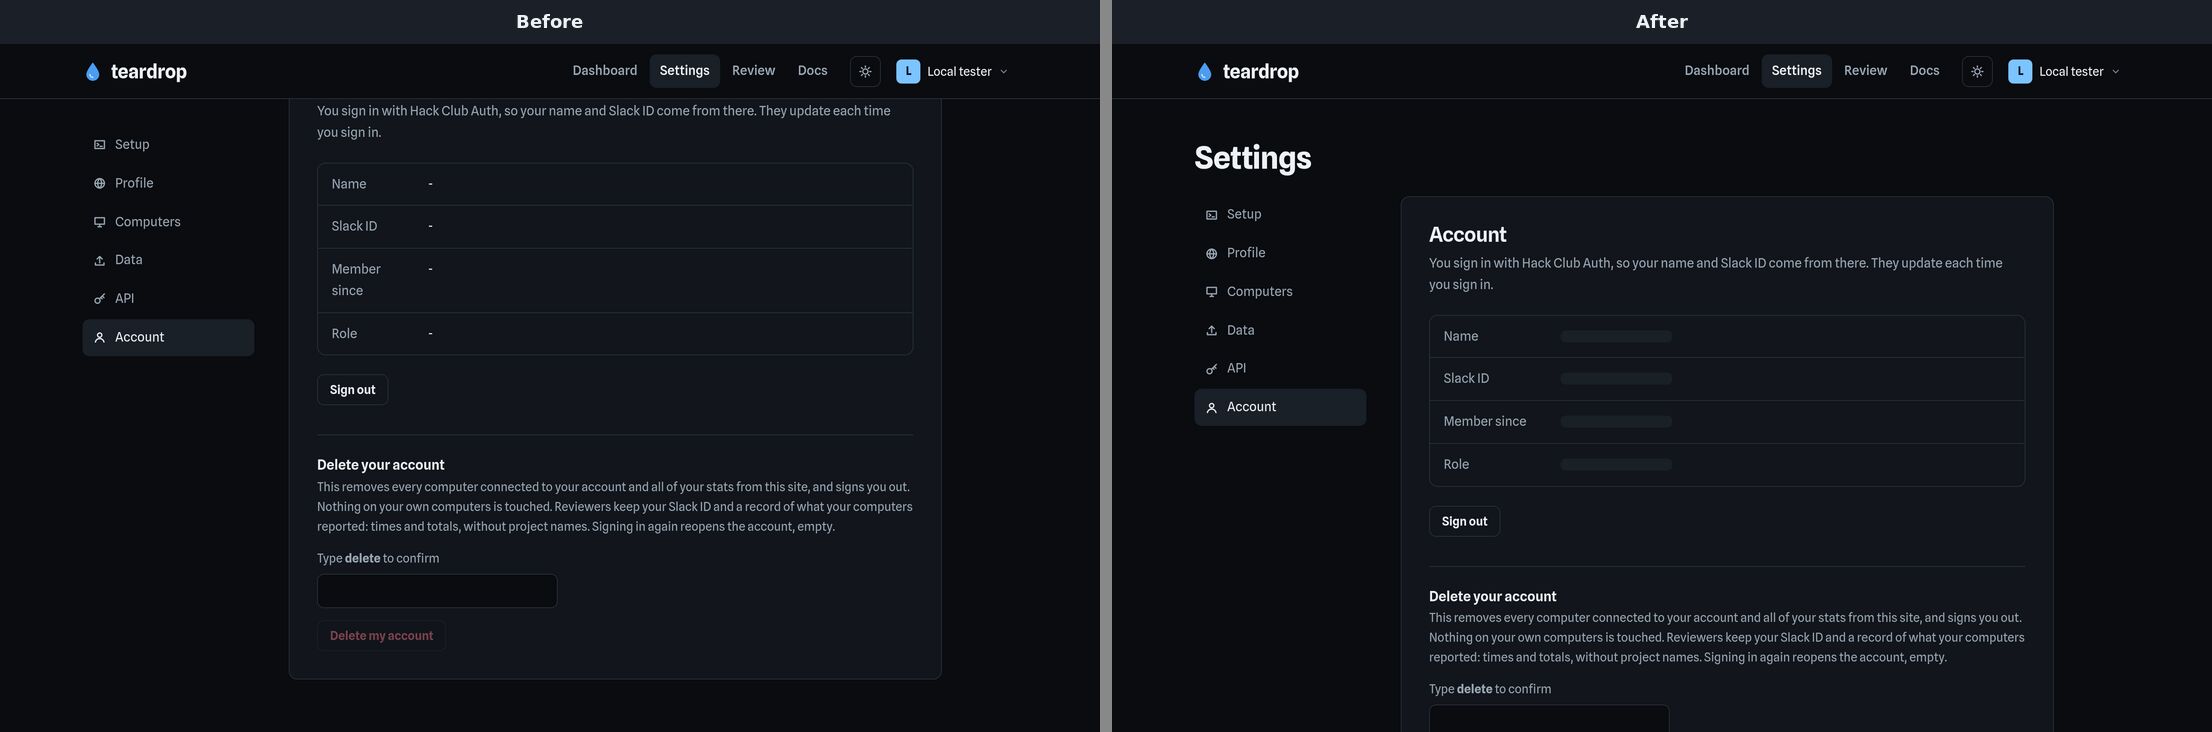 Before
teardrop
Dashboard Settings Review Docs
L Local tester
Setup
Profile
Computers
Data
API
Account
You sign in with Hack Club Auth, so your name and Slack ID come from there. They update each time
you sign in.
Name -
Slack ID -
Member
since -
Role -
Sign out
Delete your account
This removes every computer connected to your account and all of your stats from this site, and signs you out.
Nothing on your own computers is touched. Reviewers keep your Slack ID and a record of what your computers
reported: times and totals, without project names. Signing in again reopens the account, empty.
Type delete to confirm
Delete my account
After
teardrop
Dashboard Settings Review Docs
L Local tester
Settings
Setup
Profile
Computers
Data
API
Account
Account
You sign in with Hack Club Auth, so your name and Slack ID come from there. They update each time
you sign in.
Name
Slack ID
Member since
Role
Sign out
Delete your account
This removes every computer connected to your account and all of your stats from this site, and signs you out.
Nothing on your own computers is touched. Reviewers keep your Slack ID and a record of what your computers
reported: times and totals, without project names. Signing in again reopens the account, empty.
Type delete to confirm